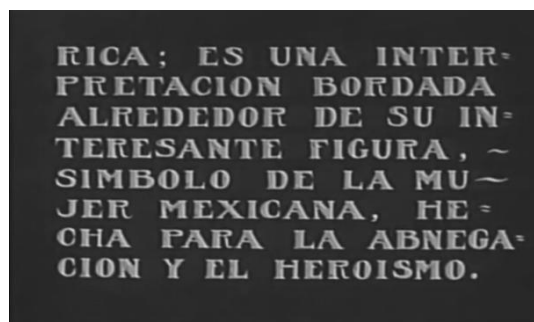 RICA; ES UNA INTER=
PRETACION BORDADA
ALREDEDOR DE SU IN=
TERESANTE FIGURA, ~
SIMBOLO DE LA MU~
JER MEXICANA, HE=
CHA PARA LA ABNEGA=
CION Y EL HEROISMO.